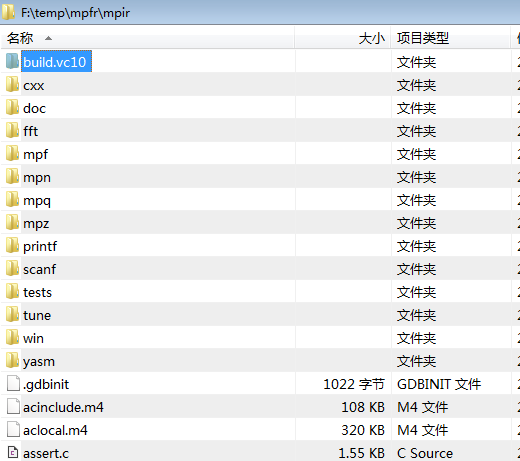 F:\temp\mpfr\mpir
名称 大小 项目类型
build.vc10 文件夹
cxx 文件夹
doc 文件夹
fft 文件夹
mpf 文件夹
mpn 文件夹
mpq 文件夹
mpz 文件夹
printf 文件夹
scanf 文件夹
tests 文件夹
tune 文件夹
win 文件夹
yasm 文件夹
.gdbinit 1022 字节 GDBINIT 文件
acinclude.m4 108 KB M4 文件
aclocal.m4 320 KB M4 文件
assert.c 1.55 KB C Source